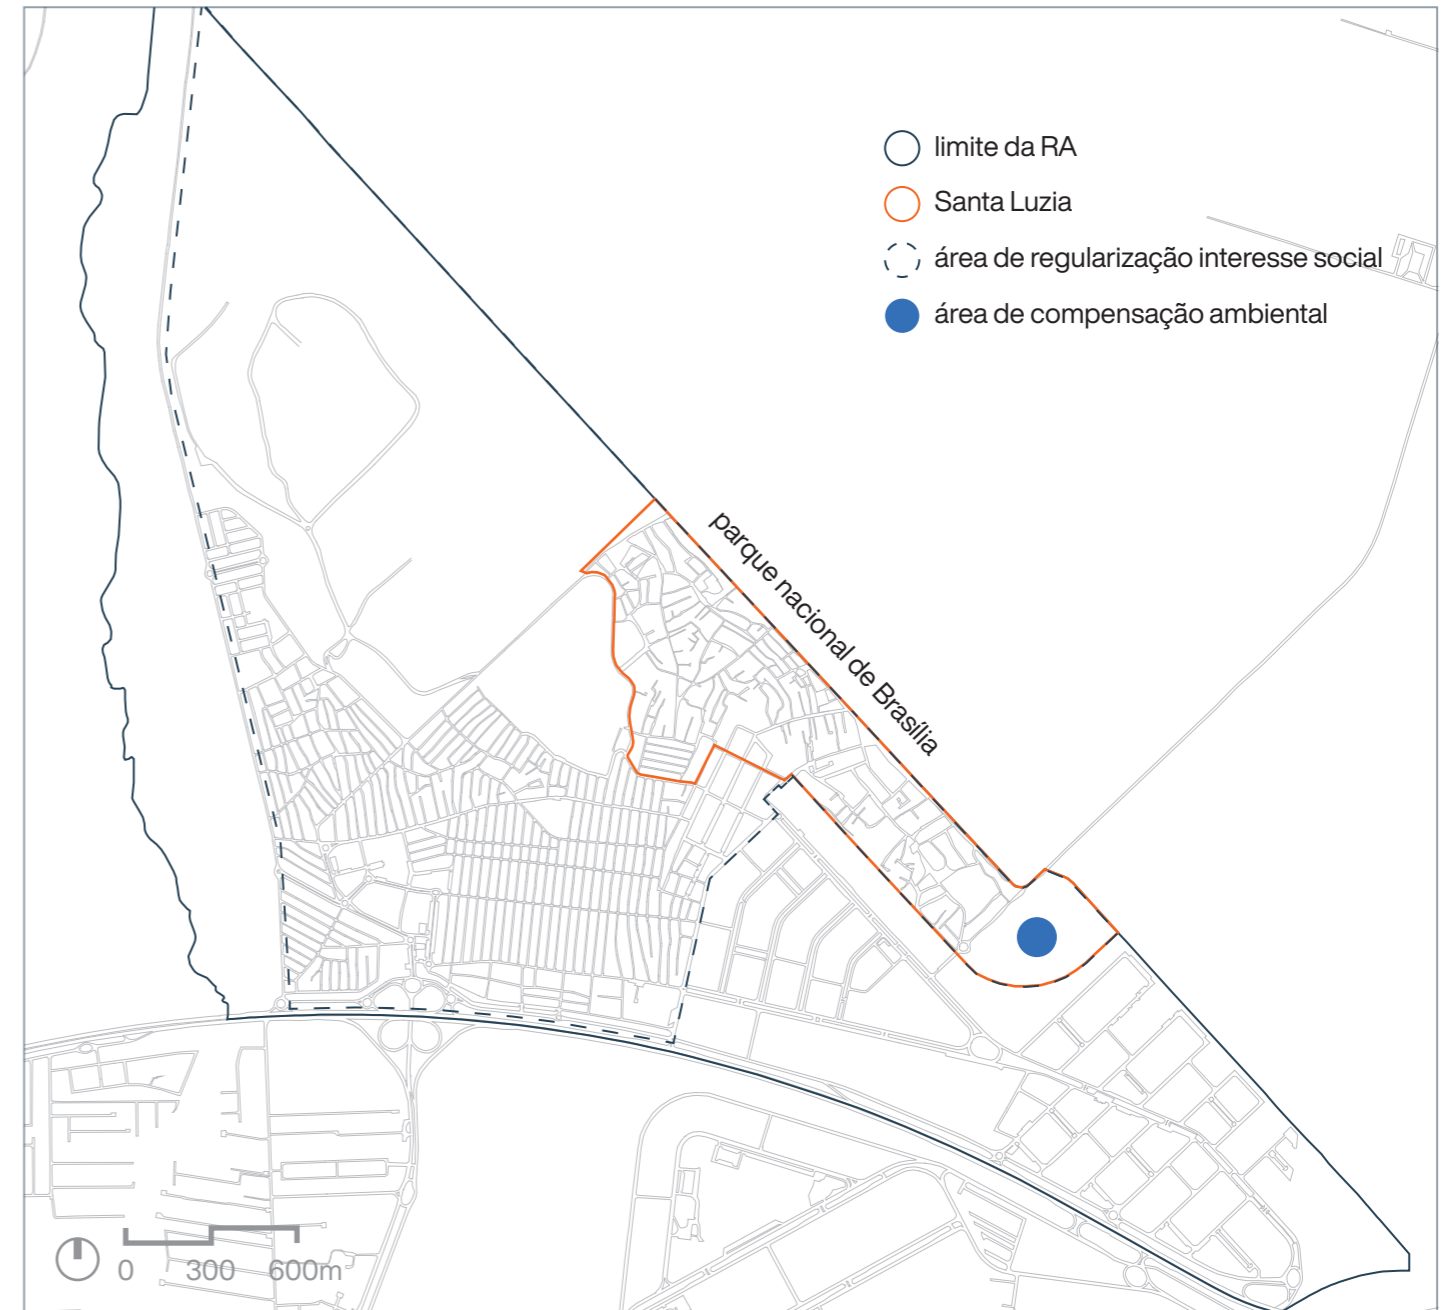 limite da RA
Santa Luzia
área de regularização interesse social
área de compensação ambiental
parque nacional de Brasília
0 300 600m